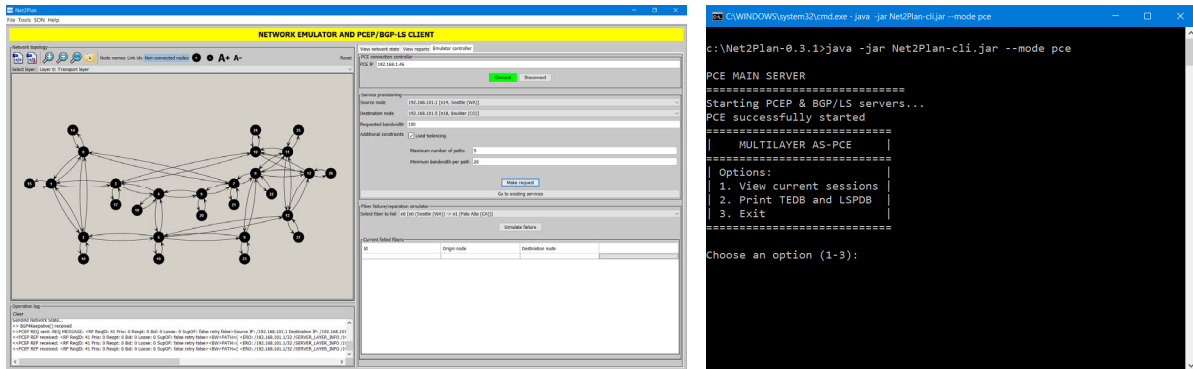 Net2Plan
File Tools SDN Help
NETWORK EMULATOR AND PCEP/BGP-LS CLIENT
Network topology
Node names Link ids Non-connected nodes A+ A- Reset
Select layer: Layer 0: Transport layer
Operation log
Clear
Sending Network State...
<< BGP4Keepalive() received
View network state View reports Emulator controller
PCE connection controller
PCE IP 192.168.1.46
Connect Disconnect
Service provisioning
Source node 192.168.101.1 [n14, Seattle (WA)]
Destination node 192.168.101.5 [n18, Boulder (CO)]
Requested bandwidth 100
Additional constraints Load-balancing
Maximum number of paths 5
Minimum bandwidth per path 20
Make request
Go to existing services
Fiber failure/reparation simulator
Select fiber to fail e0 [n0 (Seattle (WA)) -> n1 (Palo Alto (CA))]
Simulate failure
Current failed fibers
Id Origin node Destination node
C:\WINDOWS\system32\cmd.exe - java -jar Net2Plan-cli.jar --mode pce
c:\Net2Plan-0.3.1>java -jar Net2Plan-cli.jar --mode pce
PCE MAIN SERVER
==============================
Starting PCEP & BGP/LS servers...
PCE successfully started
============================
| MULTILAYER AS-PCE |
============================
| Options: |
| 1. View current sessions |
| 2. Print TEDB and LSPDB |
| 3. Exit |
============================
Choose an option (1-3):